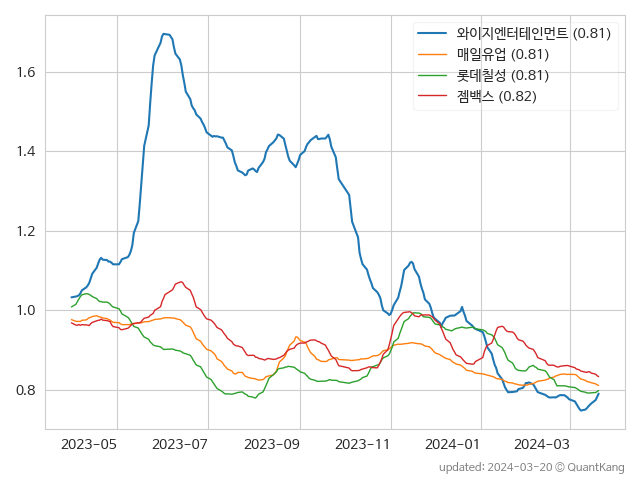 와이지엔터테인먼트 (0.81)
매일유업 (0.81)
롯데칠성 (0.81)
젬백스 (0.82)
1.6
1.4
1.2
1.0
0.8
2023-05 2023-07 2023-09 2023-11 2024-01 2024-03
updated: 2024-03-20 © QuantKang